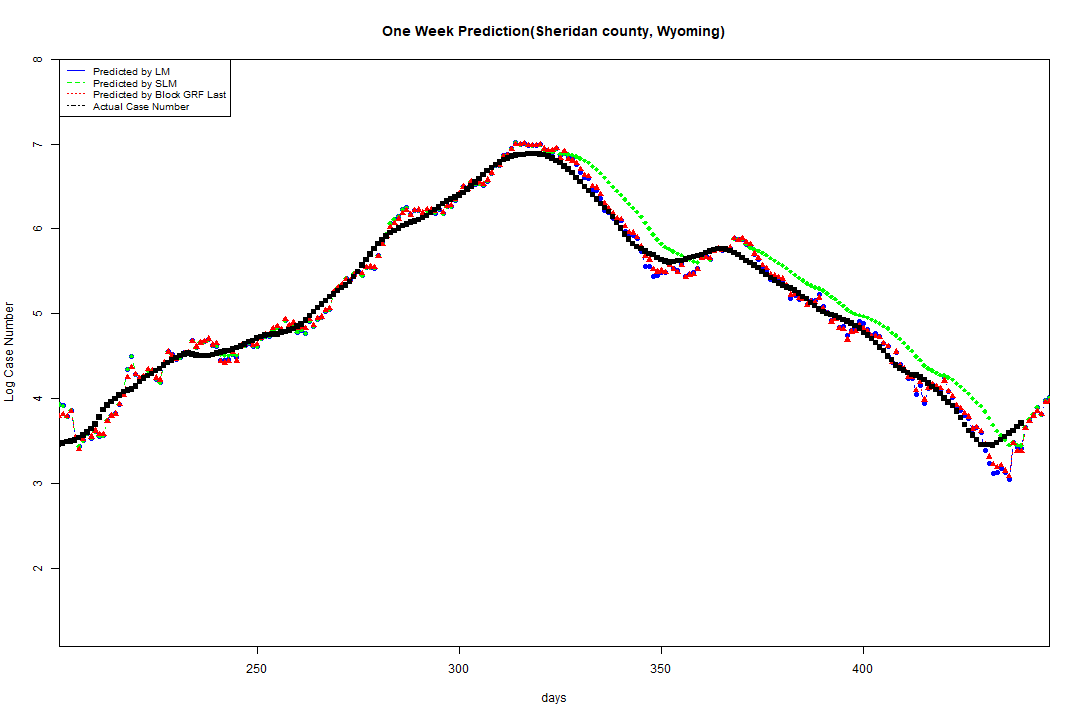 One Week Prediction(Sheridan county, Wyoming)
Predicted by LM
Predicted by SLM
Predicted by Block GRF Last
Actual Case Number
8
7
6
5
4
3
2
Log Case Number
250
300
350
400
days